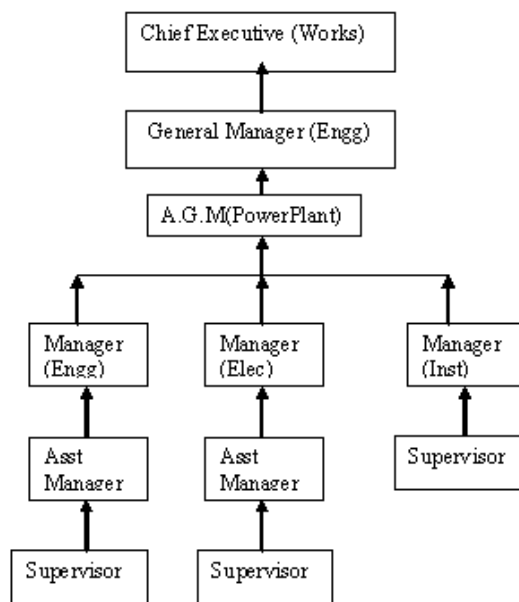 Chief Executive (Works)
General Manager (Engg)
A.G.M(PowerPlant)
Manager
(Engg)
Manager
(Elec)
Manager
(Inst)
Asst
Manager
Asst
Manager
Supervisor
Supervisor
Supervisor